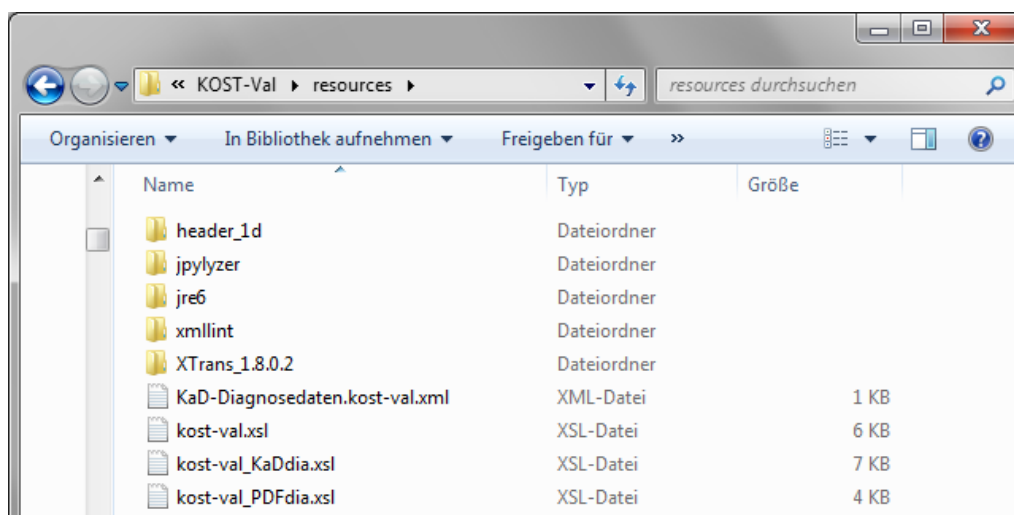 « KOST-Val resources resources durchsuchen
Organisieren In Bibliothek aufnehmen Freigeben für »
Name Typ Größe
header_1d Dateiordner
jpylyzer Dateiordner
jre6 Dateiordner
xmllint Dateiordner
XTrans_1.8.0.2 Dateiordner
KaD-Diagnosedaten.kost-val.xml XML-Datei 1 KB
kost-val.xsl XSL-Datei 6 KB
kost-val_KaDdia.xsl XSL-Datei 7 KB
kost-val_PDFdia.xsl XSL-Datei 4 KB